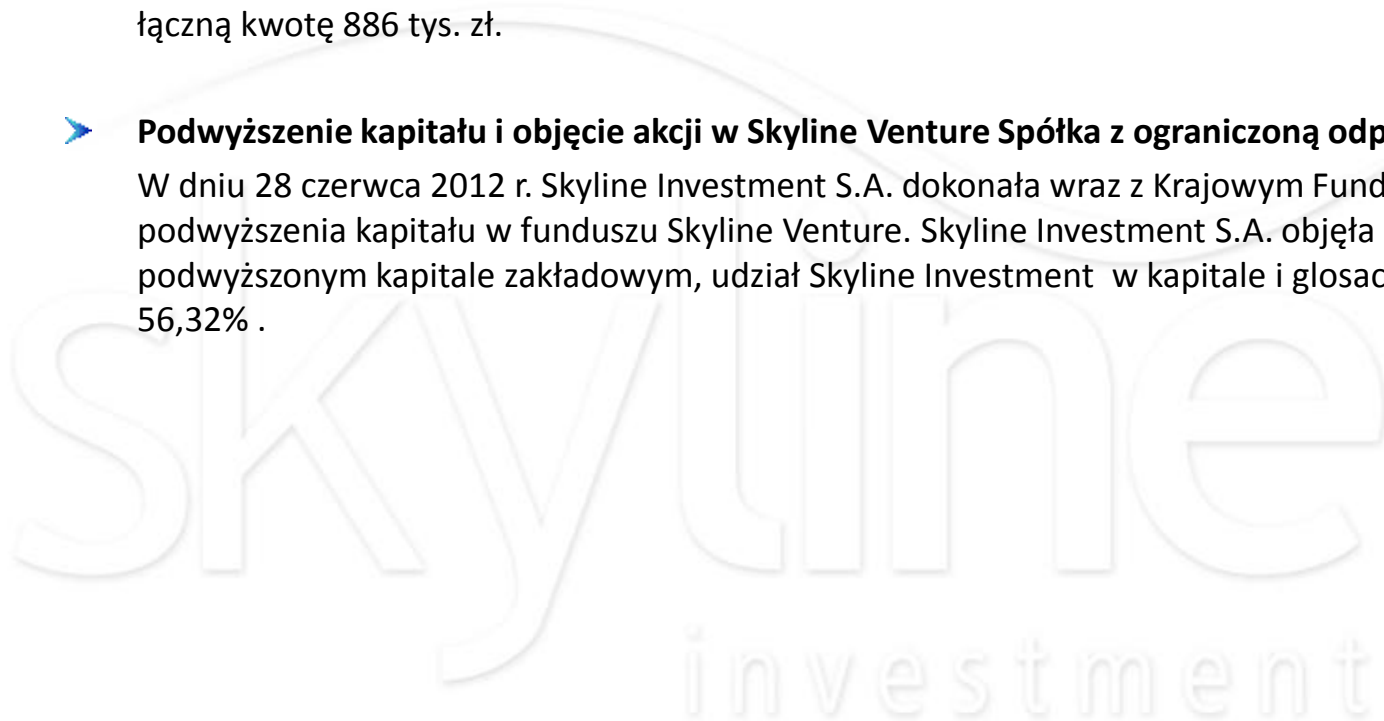 łączną kwotę 886 tys. zł.
Podwyższenie kapitału i objęcie akcji w Skyline Venture Spółka z ograniczoną odp
W dniu 28 czerwca 2012 r. Skyline Investment S.A. dokonała wraz z Krajowym Fund
podwyższenia kapitału w funduszu Skyline Venture. Skyline Investment S.A. objęła
podwyższonym kapitale zakładowym, udział Skyline Investment w kapitale i glosac
56,32% .
skyline
investment